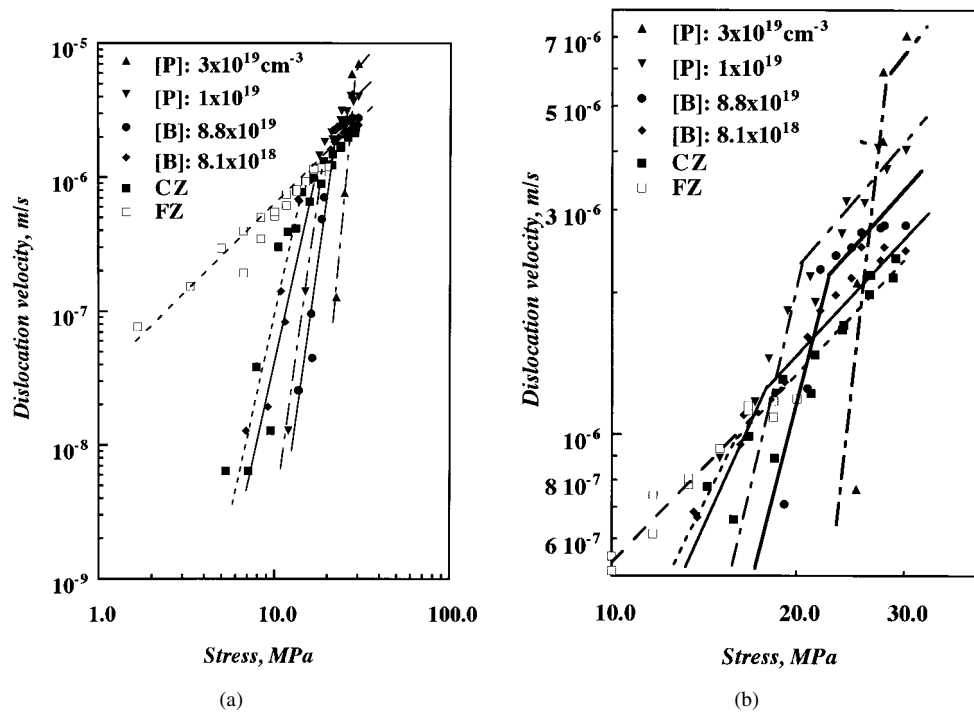 10⁻⁵
10⁻⁶
10⁻⁷
10⁻⁸
10⁻⁹
Dislocation velocity, m/s
[P]: 3x10¹⁹cm⁻³
[P]: 1x10¹⁹
[B]: 8.8x10¹⁹
[B]: 8.1x10¹⁸
CZ
FZ
1.0 10.0 100.0
Stress, MPa
(a)
7 10⁻⁶
5 10⁻⁶
3 10⁻⁶
10⁻⁶
8 10⁻⁷
6 10⁻⁷
Dislocation velocity, m/s
[P]: 3x10¹⁹cm⁻³
[P]: 1x10¹⁹
[B]: 8.8x10¹⁹
[B]: 8.1x10¹⁸
CZ
FZ
10.0 20.0 30.0
Stress, MPa
(b)